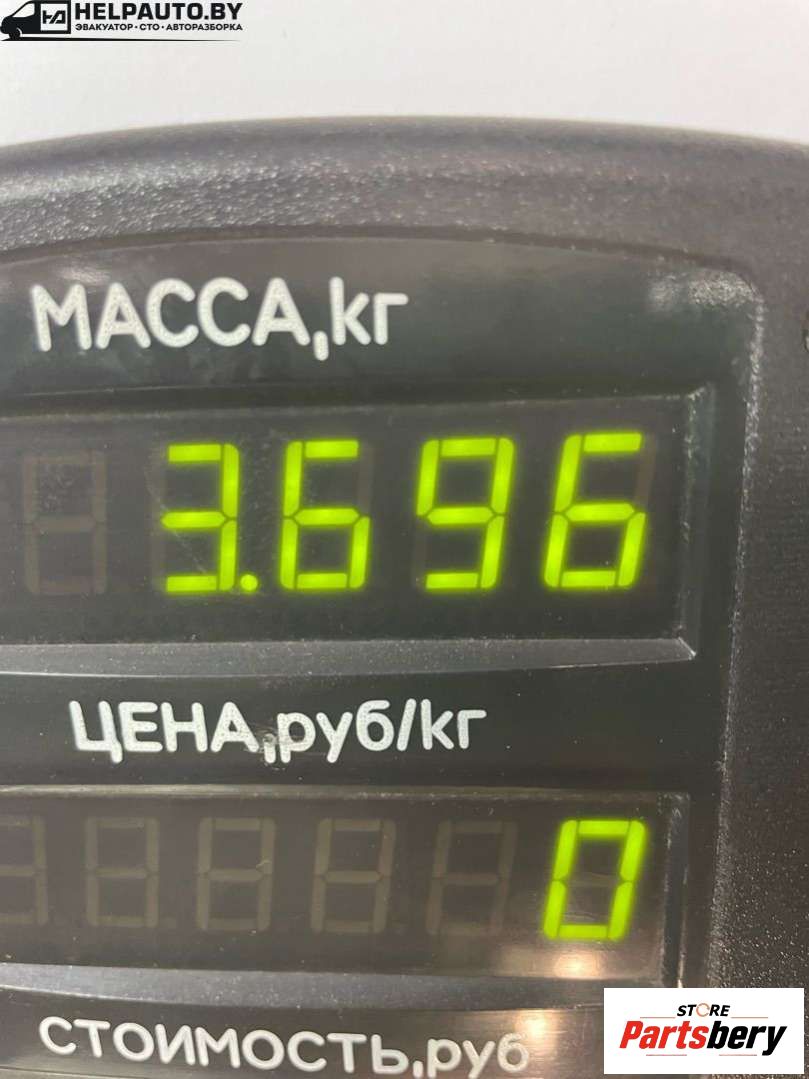 HELPAUTO.BY
ЭВАКУАТОР·СТО·АВТОРАЗБОРКА
МАССА,кг
3.696
ЦЕНА,руб/кг
0
СТОИМОСТЬ,руб
STORE
Partsbery